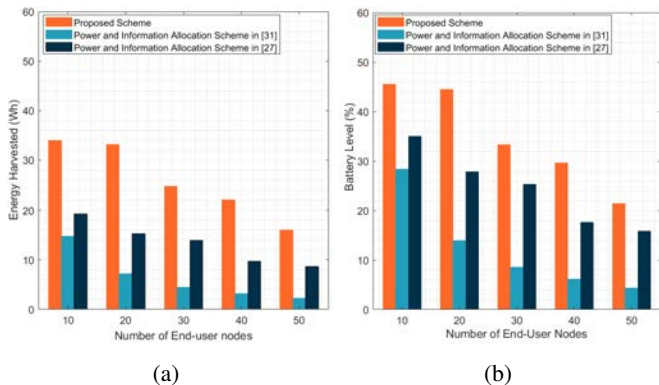 60
50
40
30
20
10
0
Energy Harvested (Wh)
Proposed Scheme
Power and Information Allocation Scheme in [31]
Power and Information Allocation Scheme in [27]
10 20 30 40 50
Number of End-user nodes
(a)
60
50
40
30
20
10
0
Battery Level (%)
Proposed Scheme
Power and Information Allocation Scheme in [31]
Power and Information Allocation Scheme in [27]
10 20 30 40 50
Number of End-User Nodes
(b)